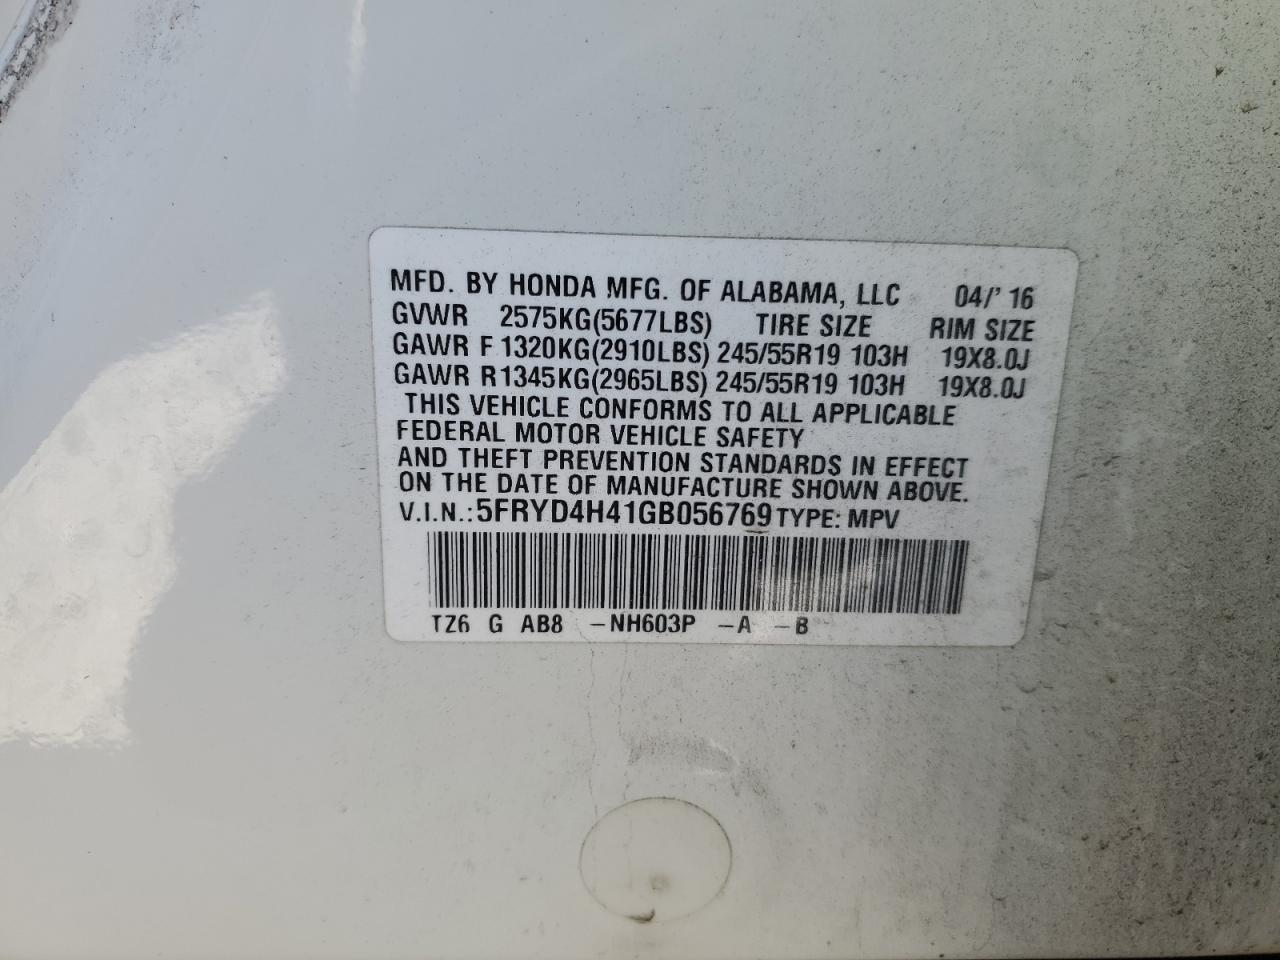 MFD. BY HONDA MFG. OF ALABAMA, LLC 04/' 16
GVWR 2575KG(5677LBS) TIRE SIZE RIM SIZE
GAWR F 1320KG(2910LBS) 245/55R19 103H 19X8.0J
GAWR R1345KG(2965LBS) 245/55R19 103H 19X8.0J
THIS VEHICLE CONFORMS TO ALL APPLICABLE
FEDERAL MOTOR VEHICLE SAFETY
AND THEFT PREVENTION STANDARDS IN EFFECT
ON THE DATE OF MANUFACTURE SHOWN ABOVE.
V.I.N.:5FRYD4H41GB056769 TYPE: MPV
TZ6 G AB8 -NH603P -A -B